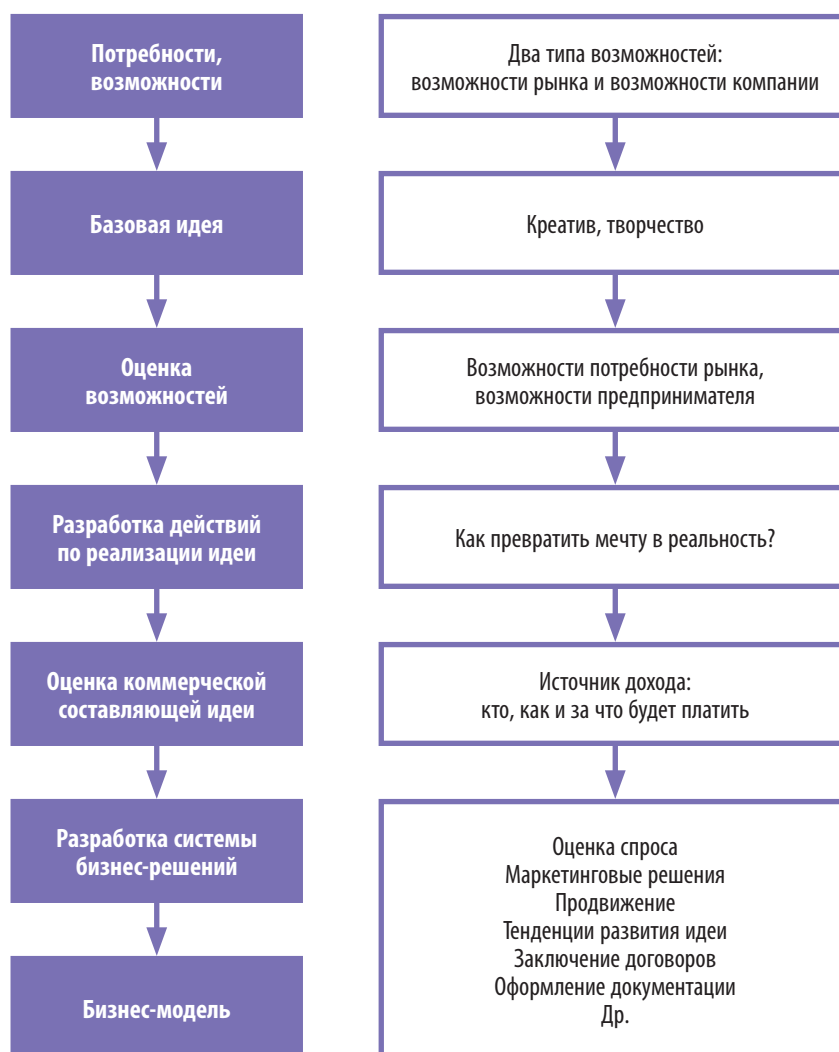 Потребности,
возможности
Два типа возможностей:
возможности рынка и возможности компании
Базовая идея
Креатив, творчество
Оценка
возможностей
Возможности потребности рынка,
возможности предпринимателя
Разработка действий
по реализации идеи
Как превратить мечту в реальность?
Оценка коммерческой
составляющей идеи
Источник дохода:
кто, как и за что будет платить
Разработка системы
бизнес-решений
Бизнес-модель
Оценка спроса
Маркетинговые решения
Продвижение
Тенденции развития идеи
Заключение договоров
Оформление документации
Др.